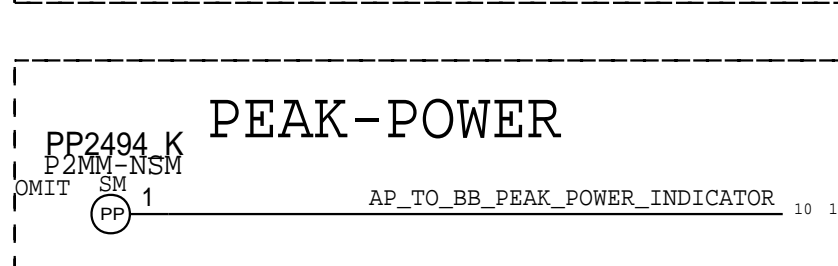 PEAK-POWER
PP2494_K
P2MM-NSM
OMIT SM 1
PP
AP_TO_BB_PEAK_POWER_INDICATOR 10 1